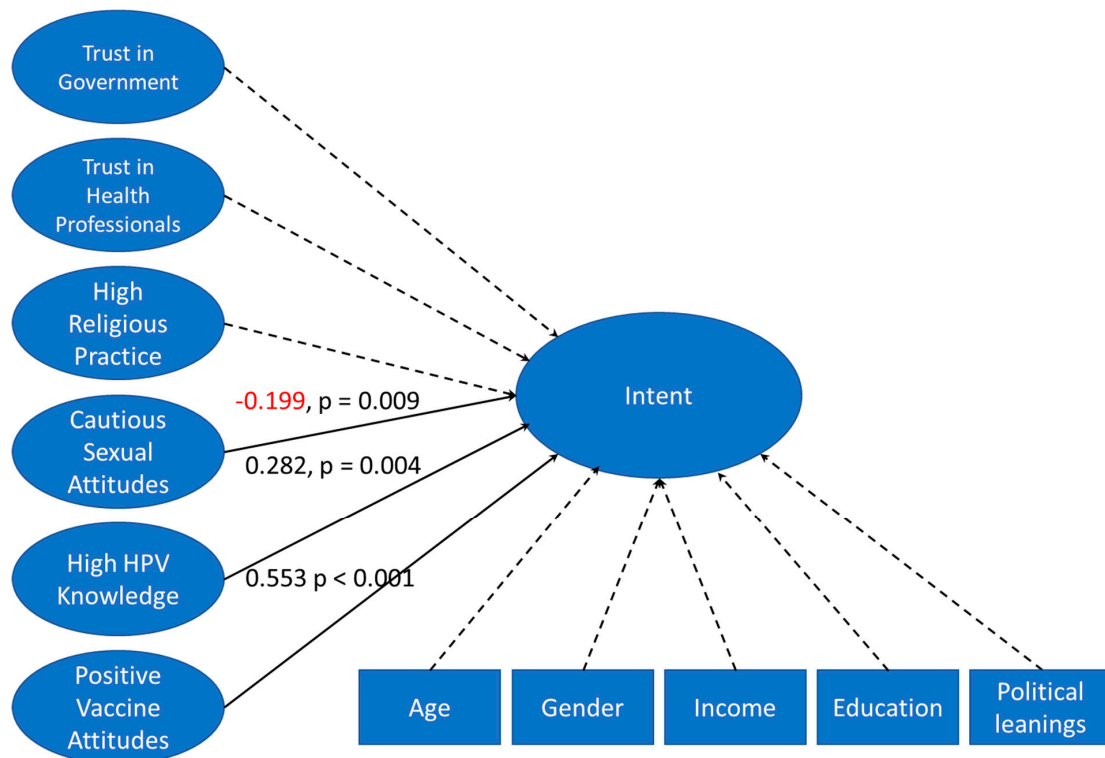 Trust in
Government
Trust in
Health
Professionals
High
Religious
Practice
-0.199, p = 0.009
Cautious
Sexual
Attitudes
0.282, p = 0.004
High HPV
Knowledge
0.553 p < 0.001
Positive
Vaccine
Attitudes
Intent
Age
Gender
Income
Education
Political
leanings